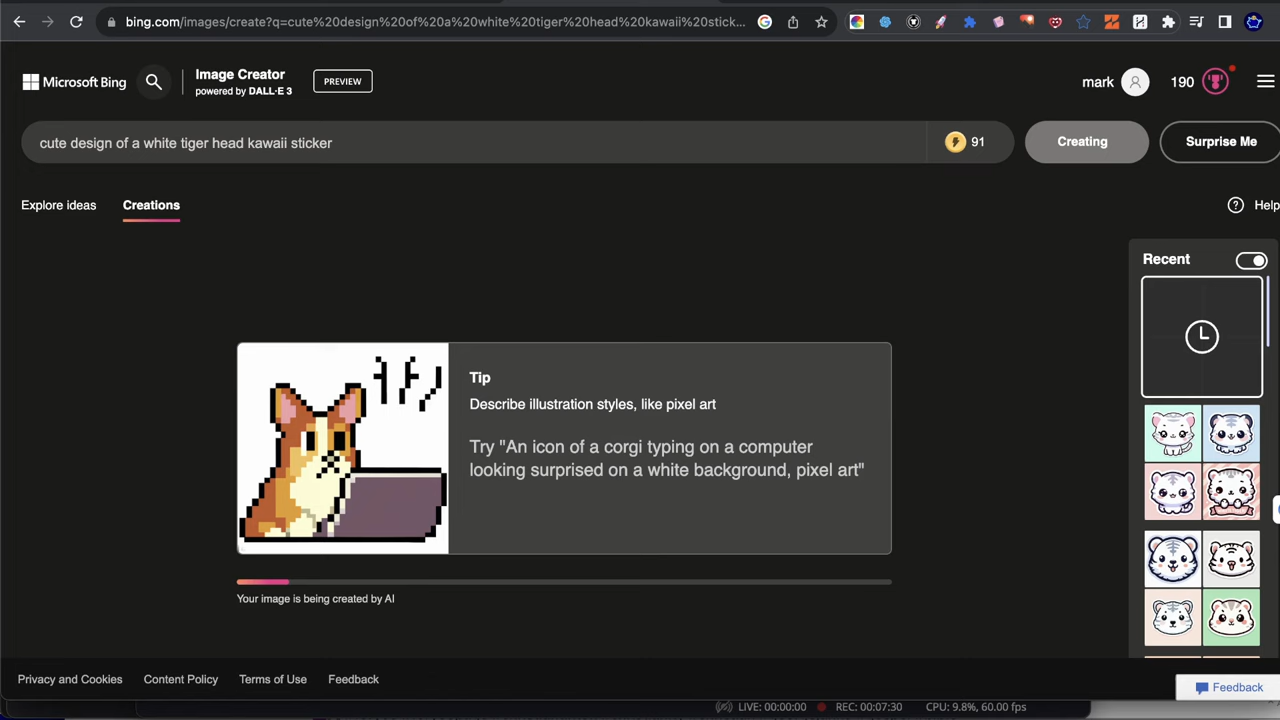 bing.com/images/create?q=cute%20design%20of%20a%20white%20tiger%20head%20kawaii%20stick...
Microsoft Bing
Image Creator
powered by DALL·E 3
PREVIEW
mark
190
cute design of a white tiger head kawaii sticker
91
Creating
Surprise Me
Explore ideas
Creations
Help
Recent
Tip
Describe illustration styles, like pixel art
Try "An icon of a corgi typing on a computer
looking surprised on a white background, pixel art"
Your image is being created by AI
Privacy and Cookies
Content Policy
Terms of Use
Feedback
Feedback
LIVE: 00:00:00
REC: 00:07:30
CPU: 9.8%, 60.00 fps